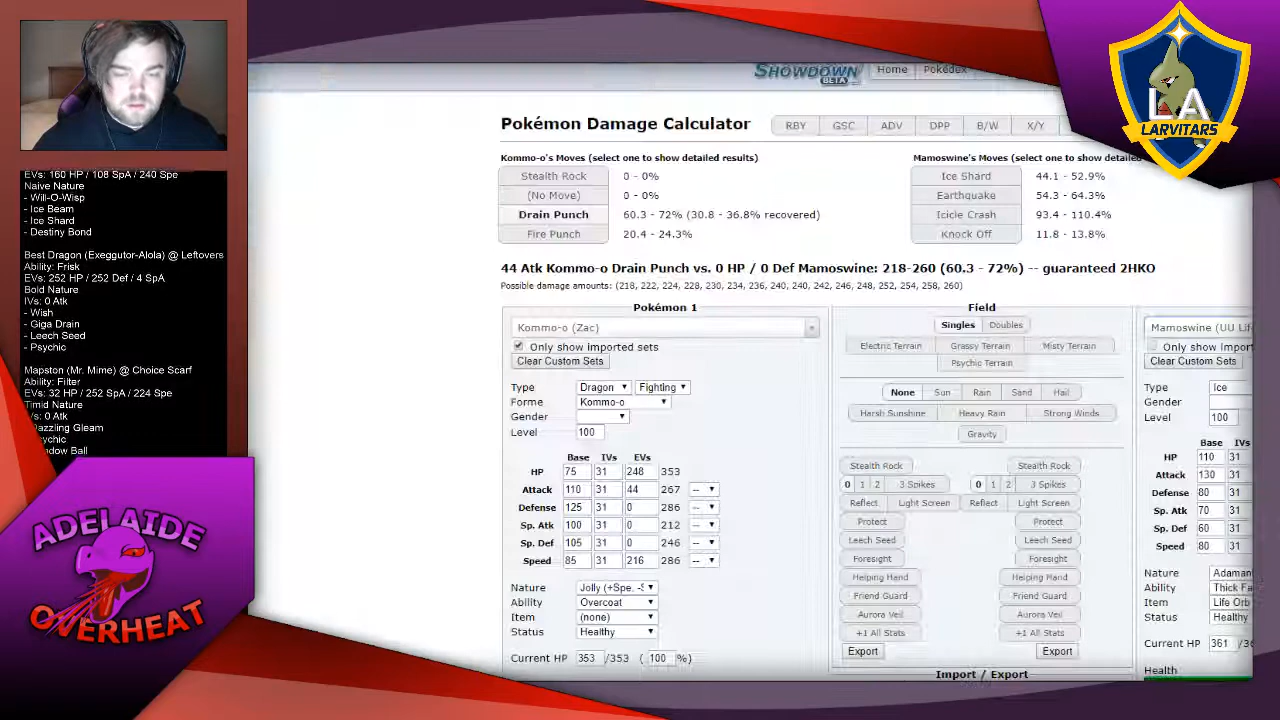 EVs: 160 HP / 108 SpA / 240 Spe
Naive Nature
- Will-O-Wisp
- Ice Beam
- Ice Shard
- Destiny Bond
Best Dragon (Exeggutor-Alola) @ Leftovers
Ability: Frisk
EVs: 252 HP / 252 Def / 4 SpA
Bold Nature
IVs: 0 Atk
- Wish
- Giga Drain
- Leech Seed
- Psychic
Mapston (Mr. Mime) @ Choice Scarf
Ability: Filter
EVs: 32 HP / 252 SpA / 224 Spe
Timid Nature
Vs: 0 Atk
Dazzling Gleam
sychic
adow Ball
ADELAIDE
OVERHEAT
LA
LARVITARS
SHOWDOWN
BETA
Home
Pokédex
Pokémon Damage Calculator
RBY GSC ADV DPP B/W X/Y
Kommo-o's Moves (select one to show detailed results)
Stealth Rock 0 - 0%
(No Move) 0 - 0%
Drain Punch 60.3 - 72% (30.8 - 36.8% recovered)
Fire Punch 20.4 - 24.3%
Mamoswine's Moves (select one to show detailed
Ice Shard 44.1 - 52.9%
Earthquake 54.3 - 64.3%
Icicle Crash 93.4 - 110.4%
Knock Off 11.8 - 13.8%
44 Atk Kommo-o Drain Punch vs. 0 HP / 0 Def Mamoswine: 218-260 (60.3 - 72%) -- guaranteed 2HKO
Possible damage amounts: (218, 222, 224, 228, 230, 234, 236, 240, 240, 242, 246, 248, 252, 254, 258, 260)
Pokémon 1
Kommo-o (Zac)
Only show imported sets
Clear Custom Sets
Type Dragon Fighting
Forme Kommo-o
Gender
Level 100
Base IVs EVs
HP 75 31 248 353
Attack 110 31 44 267 --
Defense 125 31 0 286 --
Sp. Atk 100 31 0 212 --
Sp. Def 105 31 0 246 --
Speed 85 31 216 286 --
Nature Jolly (+Spe, -S
Ability Overcoat
Item (none)
Status Healthy
Current HP 353 /353 ( 100 %)
Field
Singles Doubles
Electric Terrain Grassy Terrain Misty Terrain
Psychic Terrain
None Sun Rain Sand Hail
Harsh Sunshine Heavy Rain Strong Winds
Gravity
Stealth Rock Stealth Rock
0 1 2 3 Spikes 0 1 2 3 Spikes
Reflect Light Screen Reflect Light Screen
Protect Protect
Leech Seed Leech Seed
Foresight Foresight
Helping Hand Helping Hand
Friend Guard Friend Guard
Aurora Veil Aurora Veil
+1 All Stats +1 All Stats
Export Export
Import / Export
Mamoswine (UU Life
Only show impor
Clear Custom Sets
Type Ice
Forme
Gender
Level 100
Base IVs
HP 110 31
Attack 130 31
Defense 80 31
Sp. Atk 70 31
Sp. Def 60 31
Speed 80 31
Nature Adaman
Ability Thick Fa
Item Life Orb
Status Healthy
Current HP 361 /361
Health